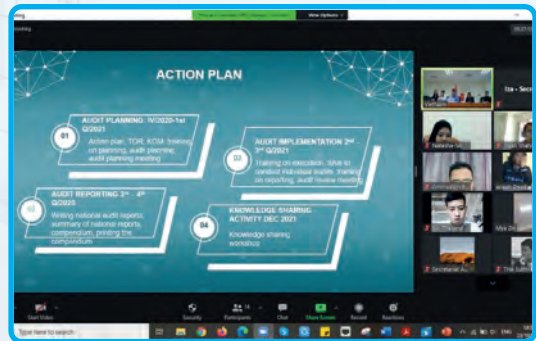 View Options
ACTION PLAN
01
AUDIT PLANNING: IV/2020-1st
Q/2021
Action plan, TOR, KOM, training
on planning, audit planning,
audit planning meeting
AUDIT IMPLEMENTATION 2nd -
3rd Q/2021
Training on execution, SAIs to
conduct individual audits, training
on reporting, audit review meeting
AUDIT REPORTING 3rd - 4th
Writing national audit reports,
summary of national reports,
compendium, printing the
compendium
04
KNOWLEDGE SHARING
ACTIVITY DEC 2021
Knowledge sharing
workshop
Vietnam
Start Video
Security
Participants
14
Chat
Share Screen
Record
Reactions
Type here to search
ENG